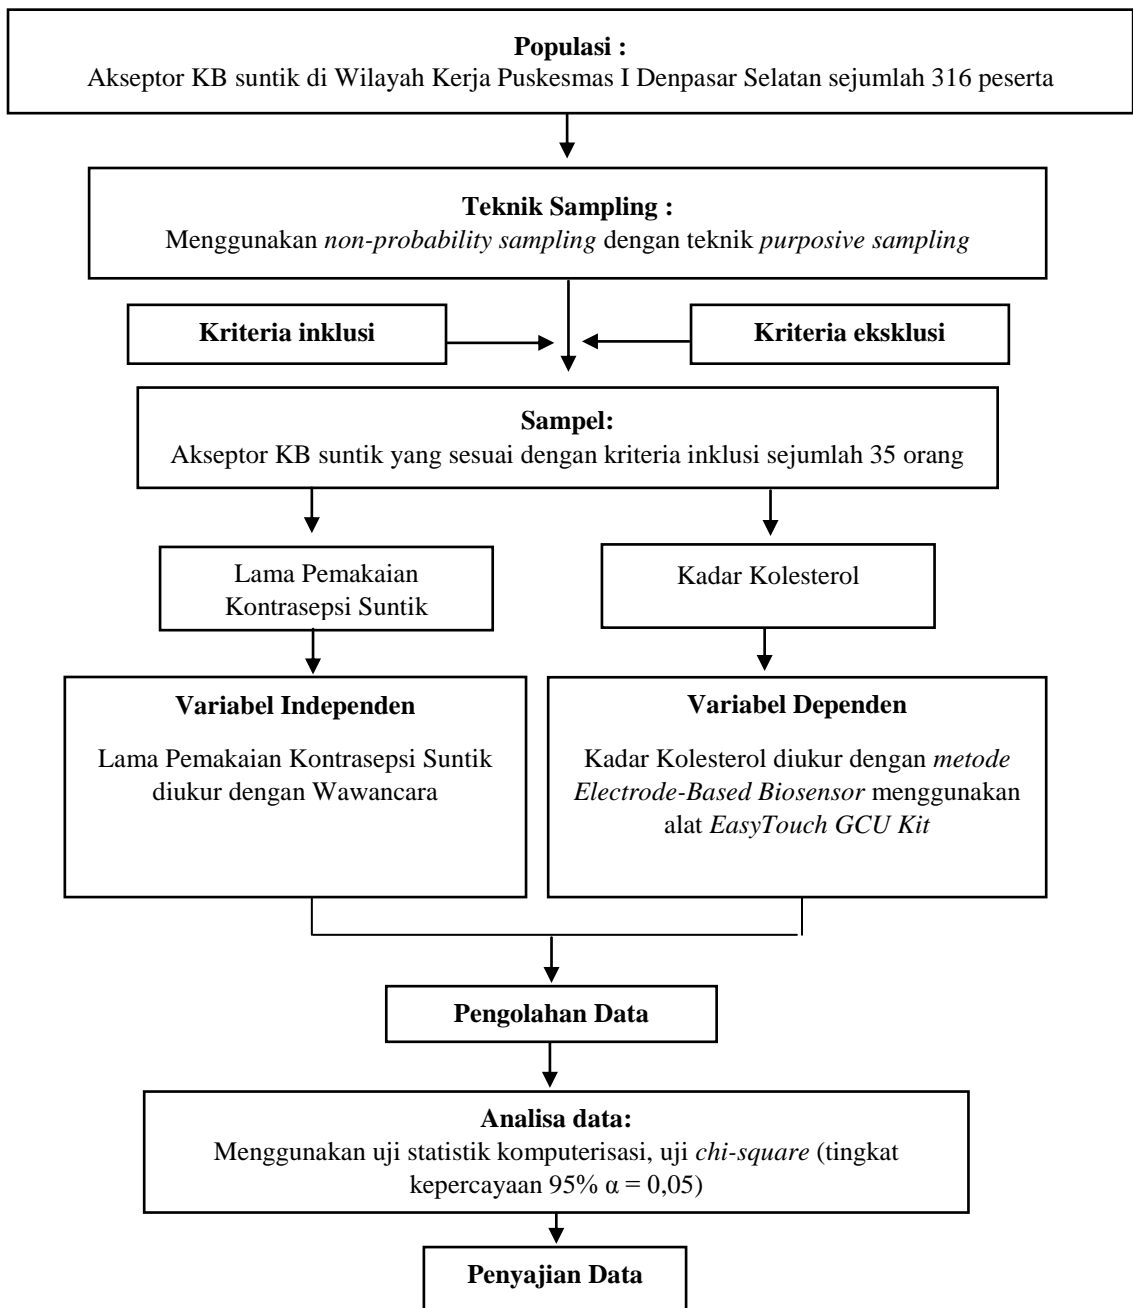 Populasi :
Akseptor KB suntik di Wilayah Kerja Puskesmas I Denpasar Selatan sejumlah 316 peserta
Teknik Sampling :
Menggunakan non-probability sampling dengan teknik purposive sampling
Kriteria inklusi
Kriteria eksklusi
Sampel:
Akseptor KB suntik yang sesuai dengan kriteria inklusi sejumlah 35 orang
Lama Pemakaian
Kontrasepsi Suntik
Kadar Kolesterol
Variabel Independen
Lama Pemakaian Kontrasepsi Suntik
diukur dengan Wawancara
Variabel Dependen
Kadar Kolesterol diukur dengan metode
Electrode-Based Biosensor menggunakan
alat EasyTouch GCU Kit
Pengolahan Data
Analisa data:
Menggunakan uji statistik komputerisasi, uji chi-square (tingkat
kepercayaan 95% α = 0,05)
Penyajian Data